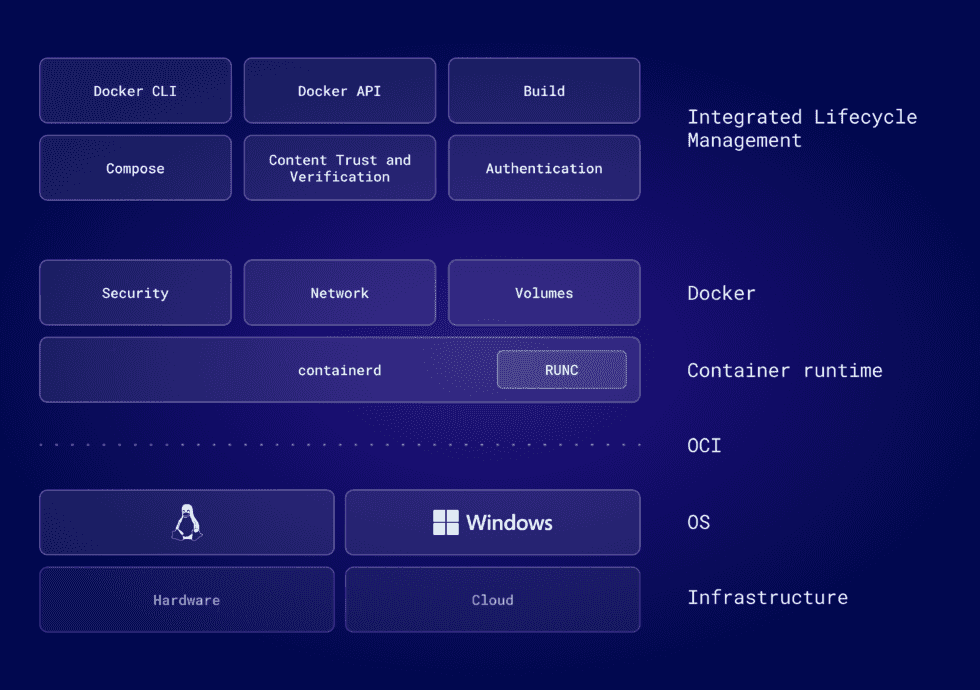 Docker CLI
Docker API
Build
Integrated Lifecycle
Management
Compose
Content Trust and
Verification
Authentication
Security
Network
Volumes
Docker
containerd
RUNC
Container runtime
OCI
Windows
OS
Hardware
Cloud
Infrastructure